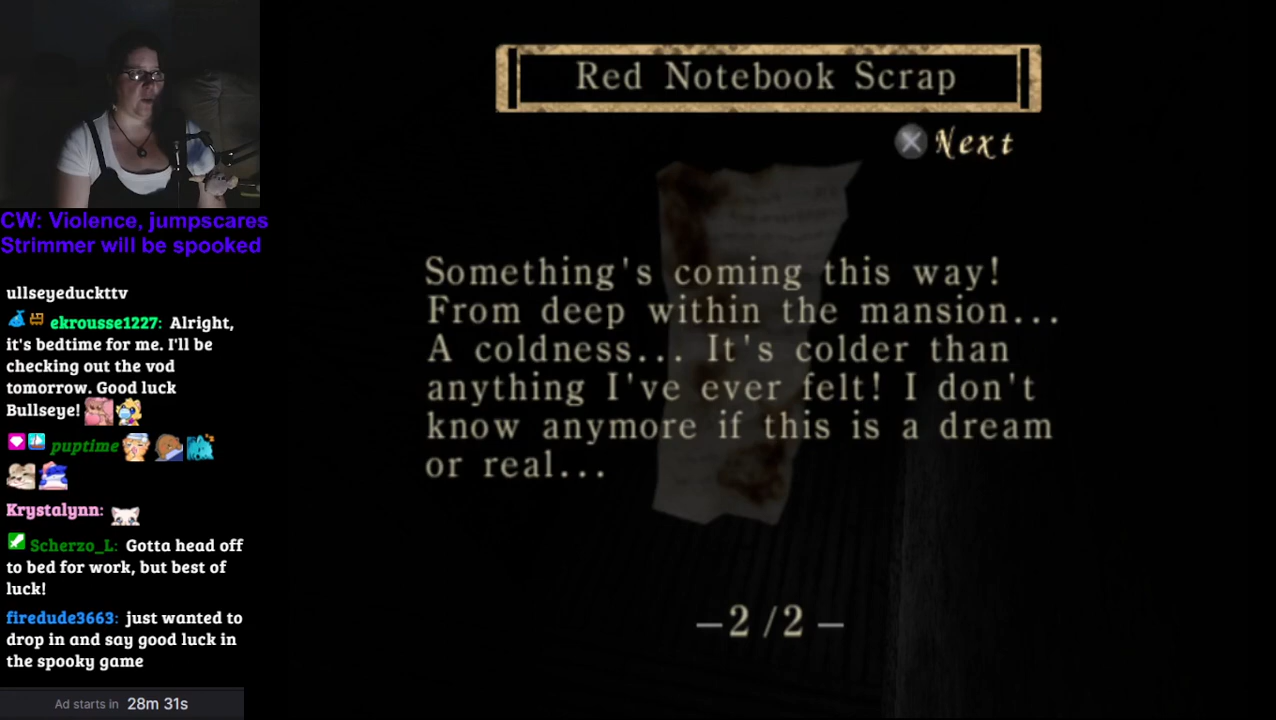 Red Notebook Scrap
Next
Something's coming this way!
From deep within the mansion...
A coldness... It's colder than
anything I've ever felt! I don't
know anymore if this is a dream
or real...
–2/2–
CW: Violence, jumpscares
Strimmer will be spooked
ullseyeduckttv
ekrousse1227: Alright,
it's bedtime for me. I'll be
checking out the vod
tomorrow. Good luck
Bullseye!
puptime
Krystalynn:
Scherzo_L: Gotta head off
to bed for work, but best of
luck!
firedude3663: just wanted to
drop in and say good luck in
the spooky game
Ad starts in 28m 31s